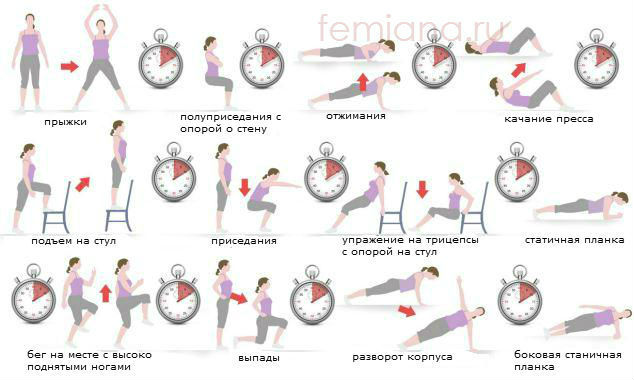 femiana.ru
прыжки
полуприседания с
опорой о стену
отжимания
качание пресса
подъем на стул
приседания
упражение на трицепсы
с опорой на стул
статичная планка
бег на месте с высоко
поднятыми ногами
выпады
разворот корпуса
боковая станичная
планка